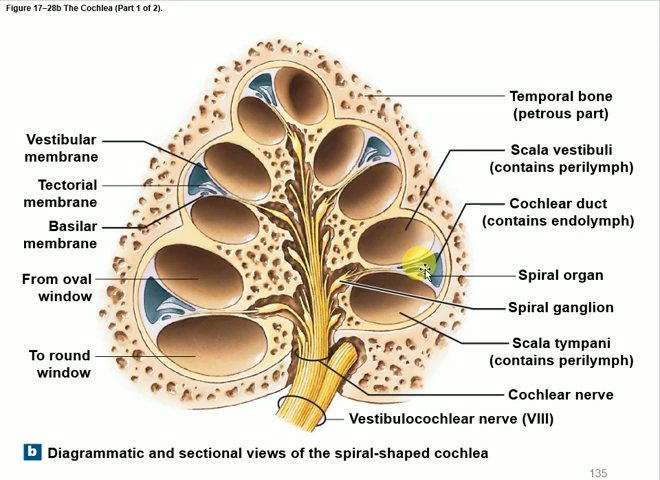 Figure 17–28b The Cochlea (Part 1 of 2).
Temporal bone
(petrous part)
Vestibular
membrane
Scala vestibuli
(contains perilymph)
Tectorial
membrane
Cochlear duct
(contains endolymph)
Basilar
membrane
From oval
window
Spiral organ
Spiral ganglion
Scala tympani
(contains perilymph)
To round
window
Cochlear nerve
Vestibulocochlear nerve (VIII)
b Diagrammatic and sectional views of the spiral-shaped cochlea
135